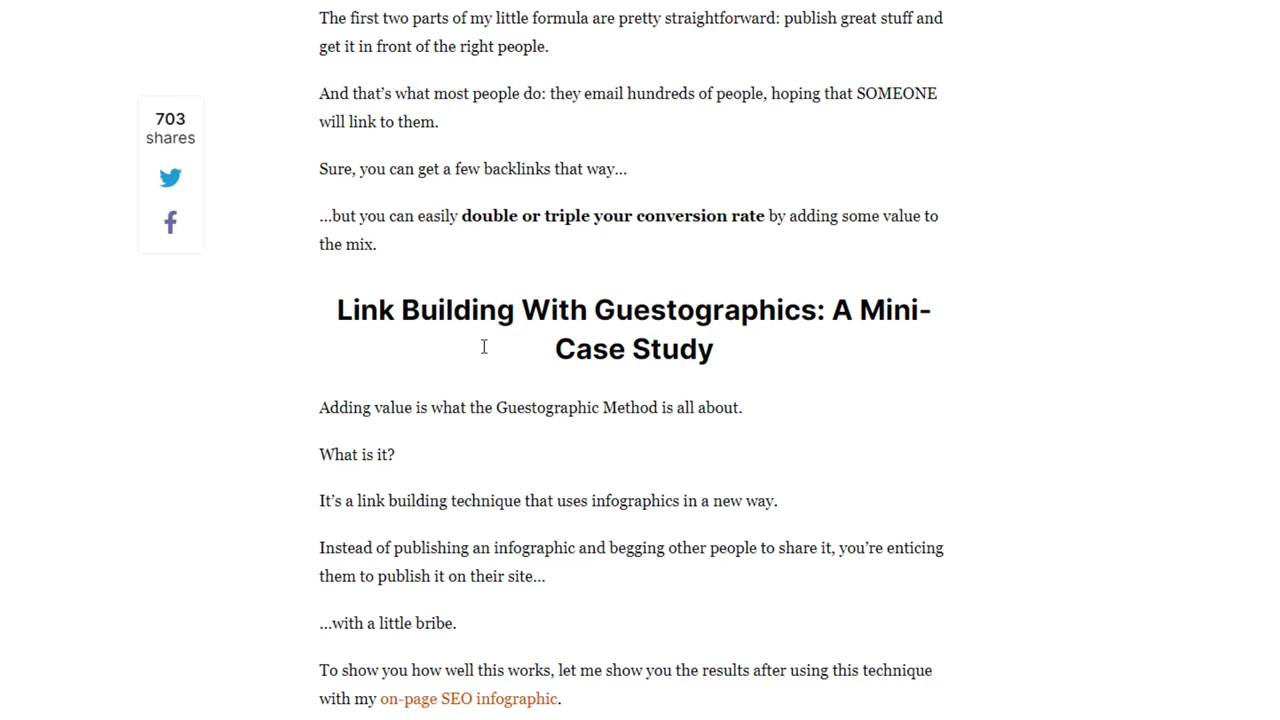 The first two parts of my little formula are pretty straightforward: publish great stuff and
get it in front of the right people.
And that’s what most people do: they email hundreds of people, hoping that SOMEONE
will link to them.
703
shares
Sure, you can get a few backlinks that way…
…but you can easily double or triple your conversion rate by adding some value to
the mix.
Link Building With Guestographics: A Mini-
Case Study
Adding value is what the Guestographic Method is all about.
What is it?
It’s a link building technique that uses infographics in a new way.
Instead of publishing an infographic and begging other people to share it, you’re enticing
them to publish it on their site…
…with a little bribe.
To show you how well this works, let me show you the results after using this technique
with my on-page SEO infographic.